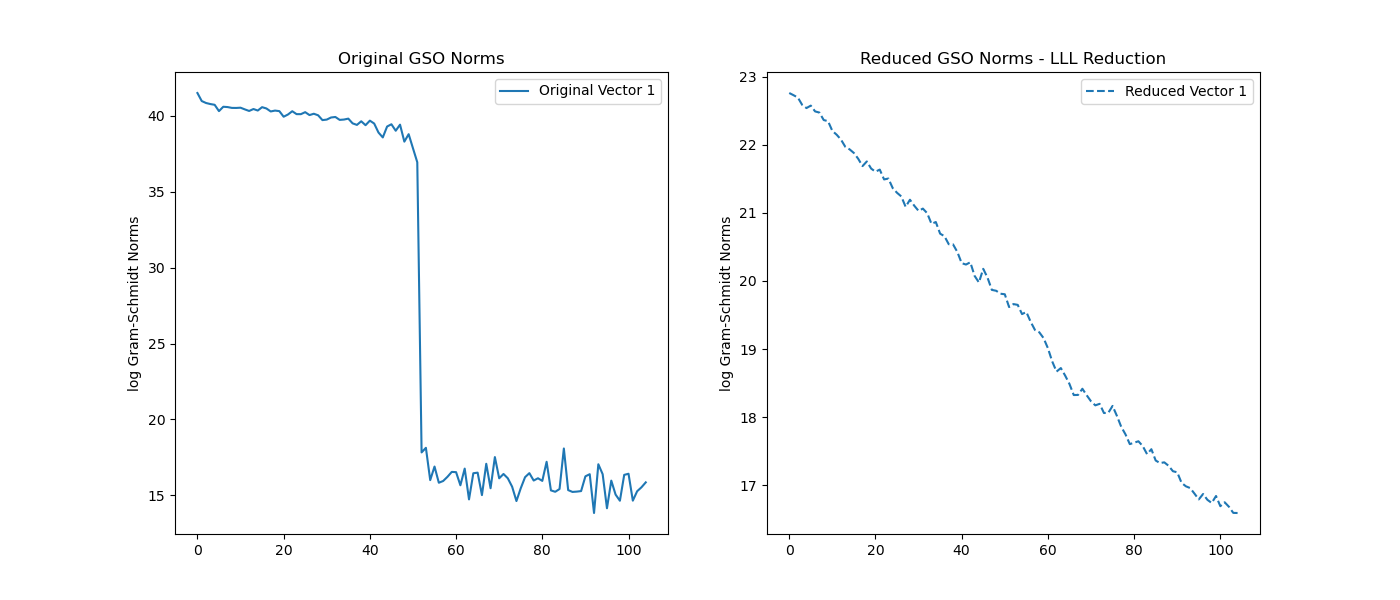 Original GSO Norms
Original Vector 1
log Gram-Schmidt Norms
40
35
30
25
20
15
0 20 40 60 80 100
Reduced GSO Norms - LLL Reduction
Reduced Vector 1
log Gram-Schmidt Norms
23
22
21
20
19
18
17
0 20 40 60 80 100